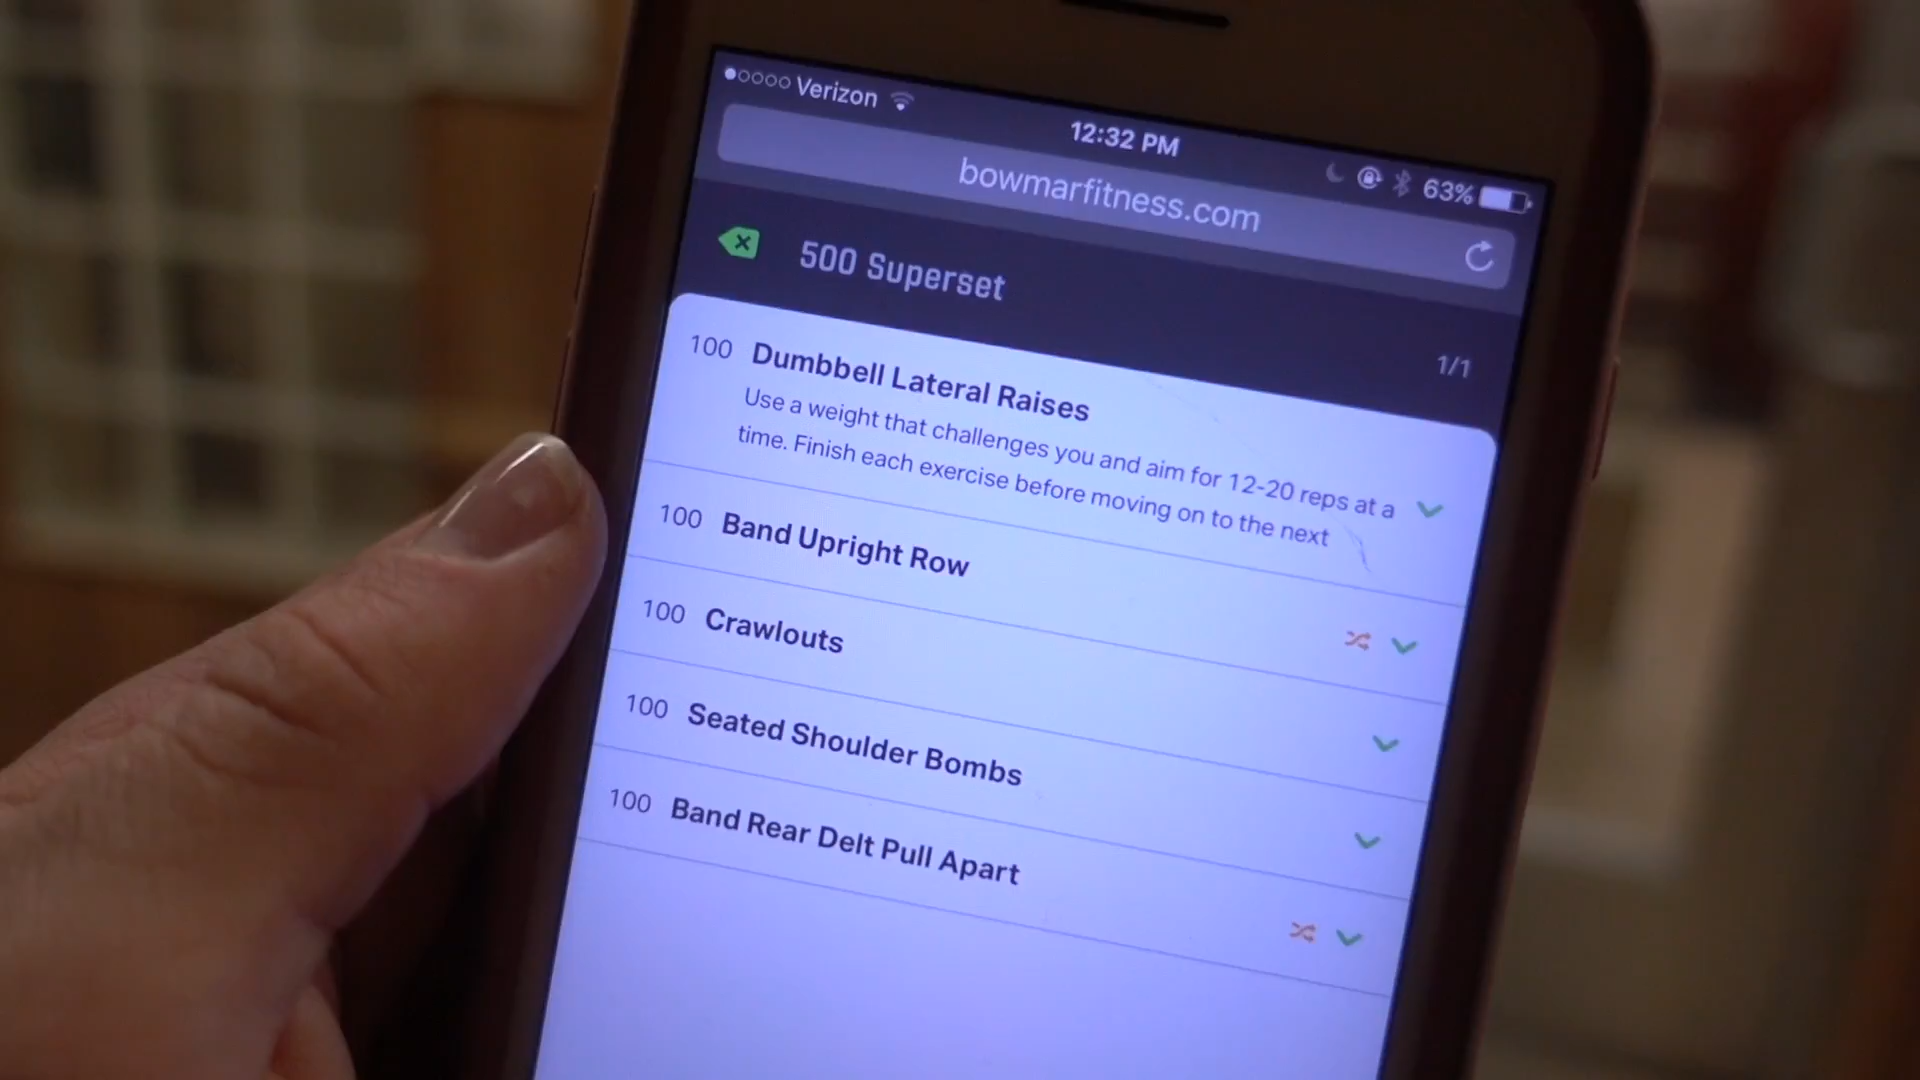 Verizon
12:32 PM
63%
bowmarfitness.com
500 Superset
1/1
100 Dumbbell Lateral Raises
Use a weight that challenges you and aim for 12-20 reps at a
time. Finish each exercise before moving on to the next
100 Band Upright Row
100 Crawlouts
100 Seated Shoulder Bombs
100 Band Rear Delt Pull Apart